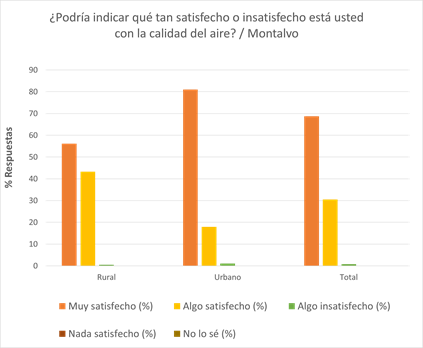 ¿Podría indicar qué tan satisfecho o insatisfecho está usted
con la calidad del aire? / Montalvo
% Respuestas
90
80
70
60
50
40
30
20
10
0
Rural
Urbano
Total
Muy satisfecho (%)
Algo satisfecho (%)
Algo insatisfecho (%)
Nada satisfecho (%)
No lo sé (%)